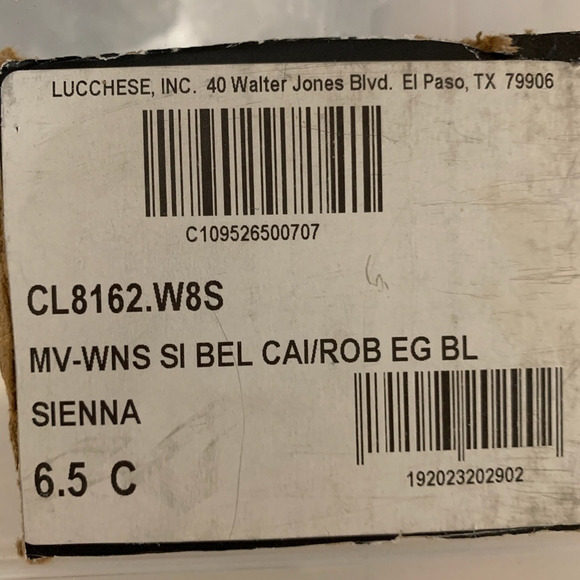 LUCCHESE, INC. 40 Walter Jones Blvd. El Paso, TX 79906
C109526500707
CL8162.W8S
MV-WNS SI BEL CAI/ROB EG BL
SIENNA
6.5 C
192023202902